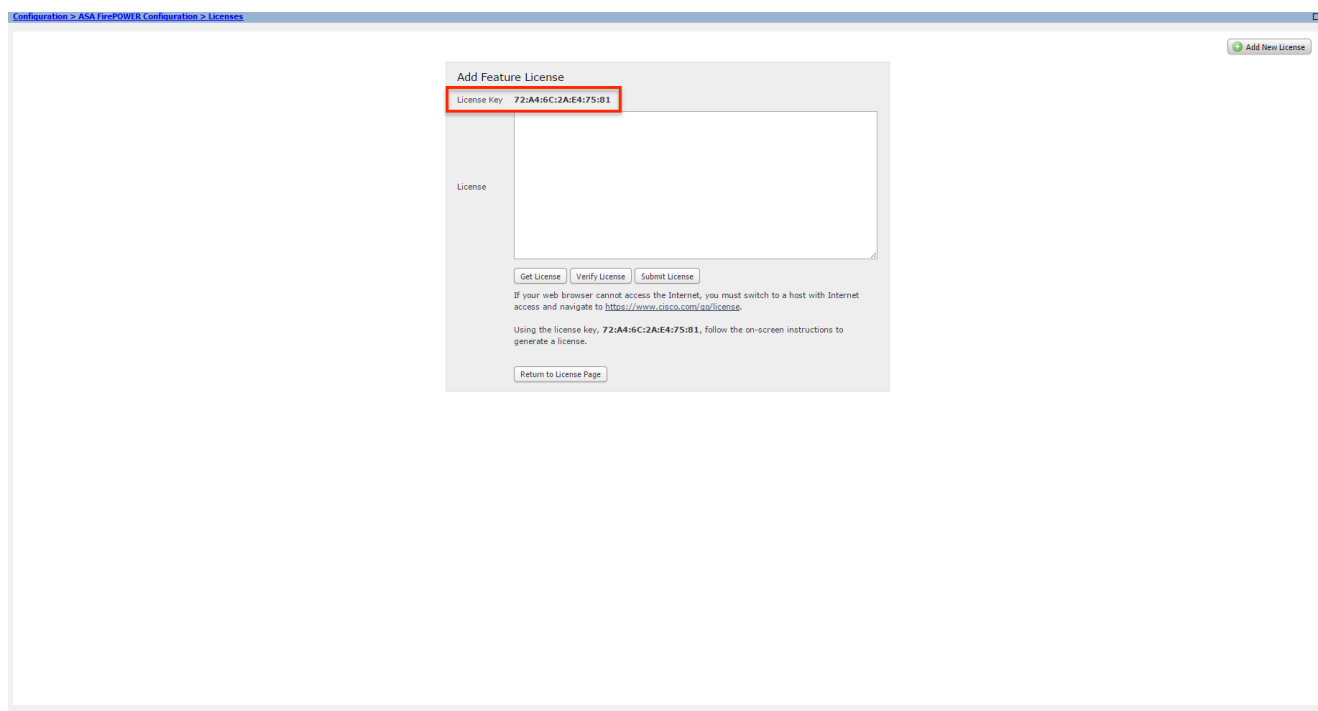 Configuration > ASA FirePOWER Configuration > Licenses
Add New License
Add Feature License
License Key 72:A4:6C:2A:E4:75:81
License
Get License Verify License Submit License
If your web browser cannot access the Internet, you must switch to a host with Internet
access and navigate to https://www.cisco.com/go/license.
Using the license key, 72:A4:6C:2A:E4:75:81, follow the on-screen instructions to
generate a license.
Return to License Page